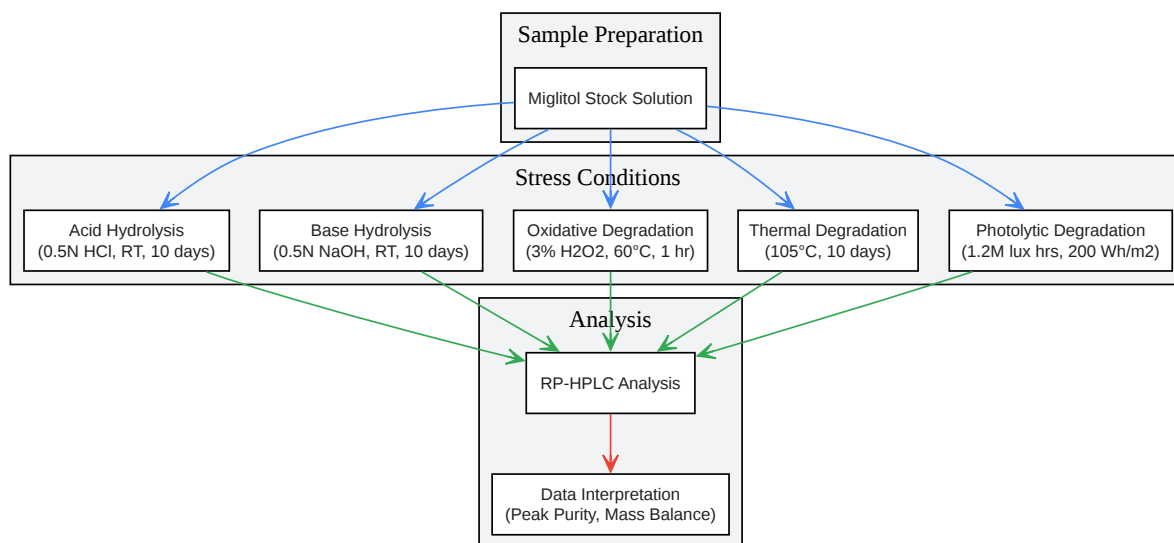 Sample Preparation
Miglitol Stock Solution
Stress Conditions
Acid Hydrolysis
(0.5N HCl, RT, 10 days)
Base Hydrolysis
(0.5N NaOH, RT, 10 days)
Oxidative Degradation
(3% H2O2, 60°C, 1 hr)
Thermal Degradation
(105°C, 10 days)
Photolytic Degradation
(1.2M lux hrs, 200 Wh/m2)
Analysis
RP-HPLC Analysis
Data Interpretation
(Peak Purity, Mass Balance)